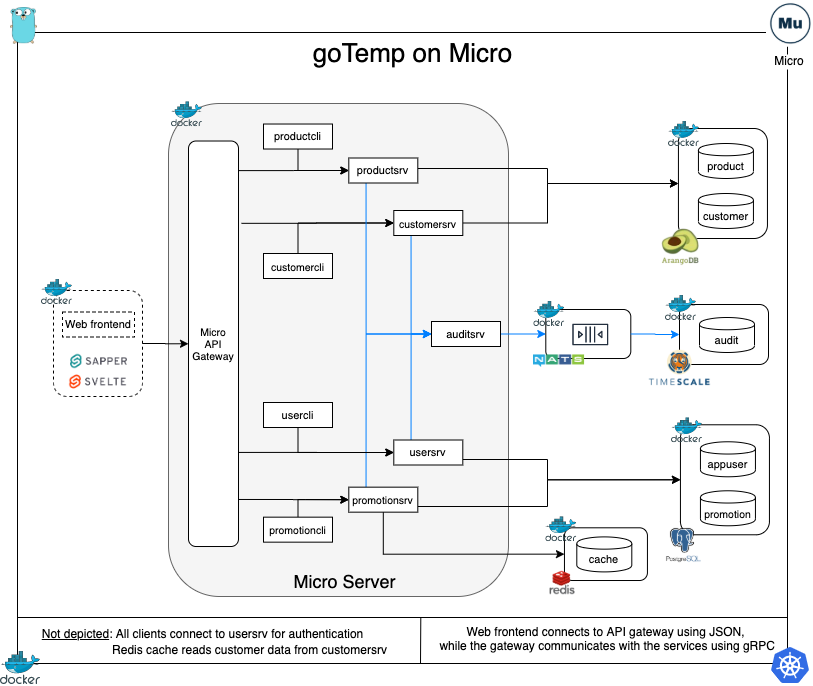 Mu
Micro
goTemp on Micro
docker
productcli
productsrv
customersrv
customercli
docker
product
customer
ArangoDB
docker
Web frontend
SAPPER
SVELTE
Micro
API
Gateway
auditsrv
docker
NATS
docker
audit
TIMESCALE
usercli
usersrv
promotionsrv
promotioncli
docker
appuser
promotion
PostgreSQL
docker
cache
redis
Micro Server
Not depicted: All clients connect to usersrv for authentication
Redis cache reads customer data from customersrv
Web frontend connects to API gateway using JSON,
while the gateway communicates with the services using gRPC
docker